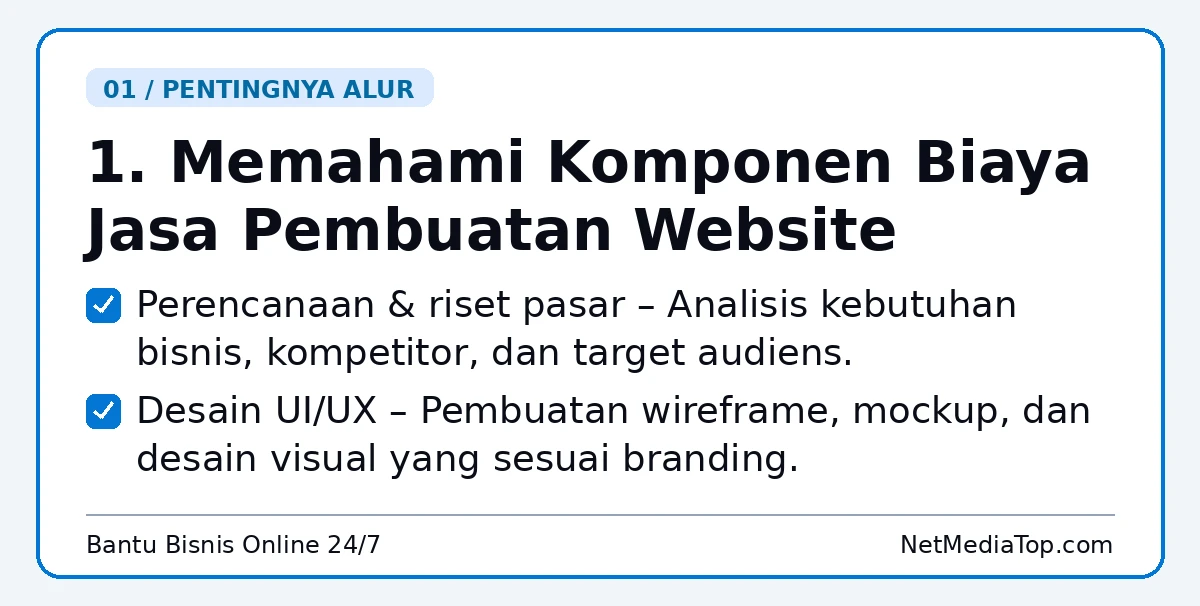 01 / PENTINGNYA ALUR
1. Memahami Komponen Biaya
Jasa Pembuatan Website
Perencanaan & riset pasar – Analisis kebutuhan
bisnis, kompetitor, dan target audiens.
Desain UI/UX – Pembuatan wireframe, mockup, dan
desain visual yang sesuai branding.
Bantu Bisnis Online 24/7
NetMediaTop.com